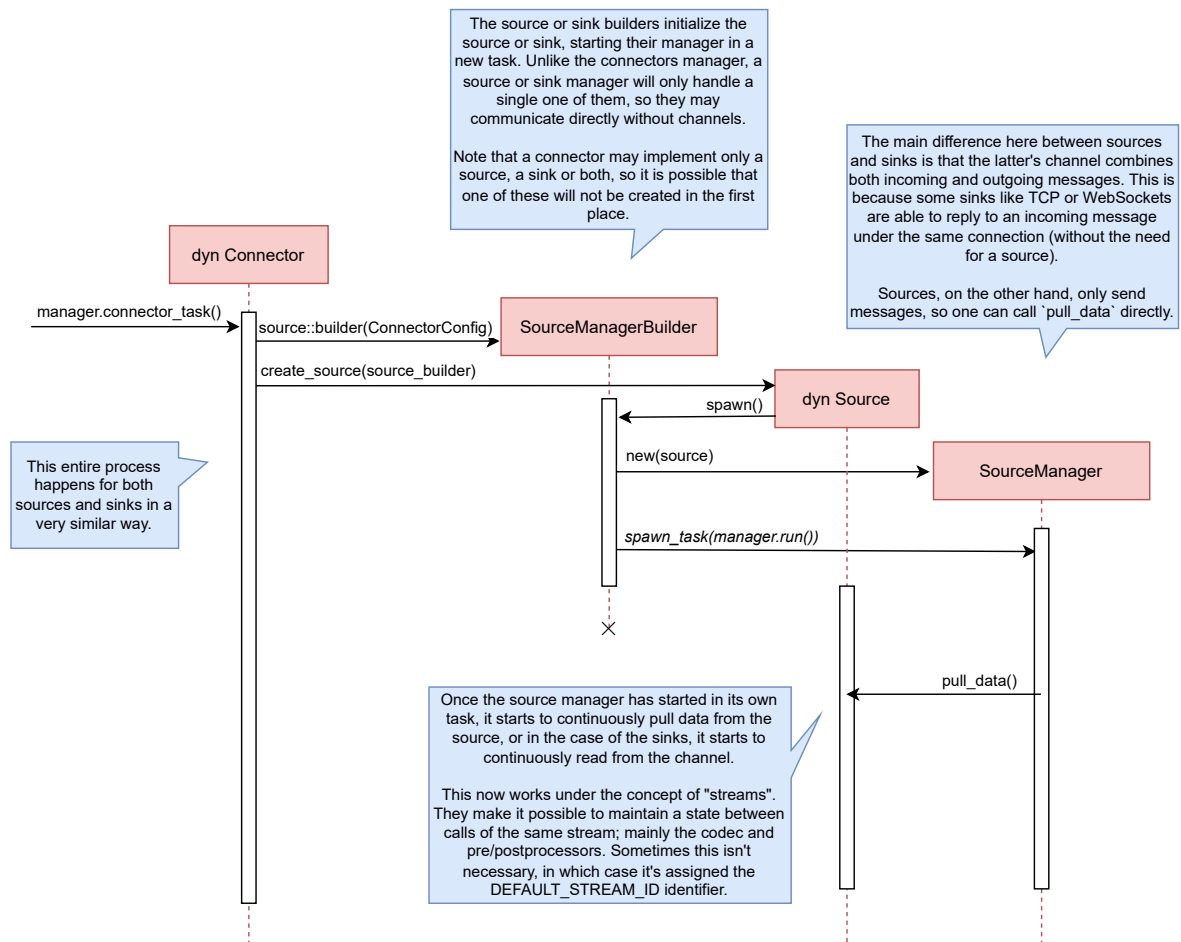 The source or sink builders initialize the
source or sink, starting their manager in a
new task. Unlike the connectors manager, a
source or sink manager will only handle a
single one of them, so they may
communicate directly without channels.
Note that a connector may implement only a
source, a sink or both, so it is possible that
one of these will not be created in the first
place.
The main difference here between sources
and sinks is that the latter's channel combines
both incoming and outgoing messages. This is
because some sinks like TCP or WebSockets
are able to reply to an incoming message
under the same connection (without the need
for a source).
Sources, on the other hand, only send
messages, so one can call `pull_data` directly.
dyn Connector
manager.connector_task()
source::builder(ConnectorConfig)
SourceManagerBuilder
create_source(source_builder)
dyn Source
spawn()
new(source)
SourceManager
This entire process
happens for both
sources and sinks in a
very similar way.
spawn_task(manager.run())
pull_data()
Once the source manager has started in its own
task, it starts to continuously pull data from the
source, or in the case of the sinks, it starts to
continuously read from the channel.
This now works under the concept of "streams".
They make it possible to maintain a state between
calls of the same stream; mainly the codec and
pre/postprocessors. Sometimes this isn't
necessary, in which case it's assigned the
DEFAULT_STREAM_ID identifier.